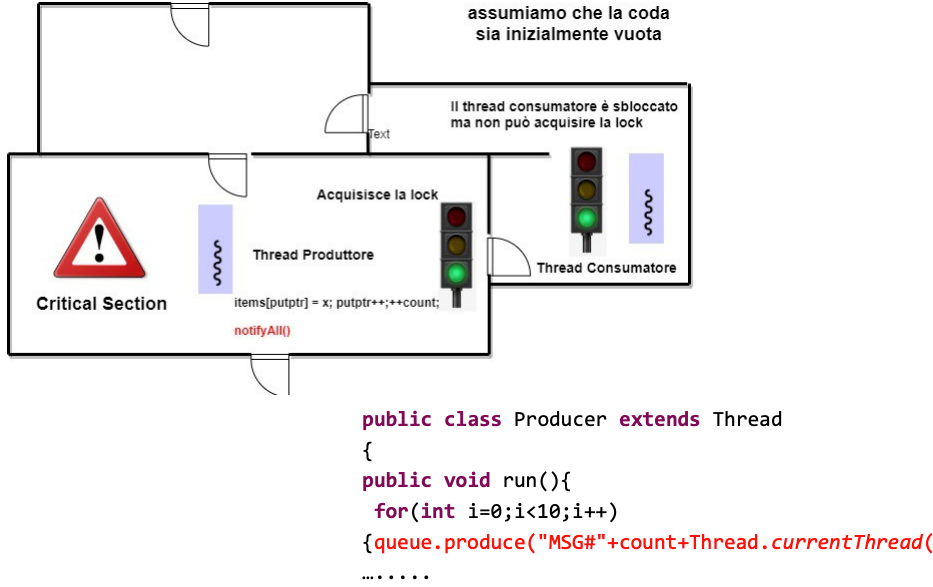 assumiamo che la coda
sia inizialmente vuota
Il thread consumatore è sbloccato
ma non può acquisire la lock
Text
Acquisisce la lock
Thread Produttore
Thread Consumatore
Critical Section
items[putptr] = x; putptr++;++count;
notifyAll()
public class Producer extends Thread
{
public void run(){
for(int i=0;i<10;i++)
{queue.produce("MSG#"+count+Thread.currentThread(
….....